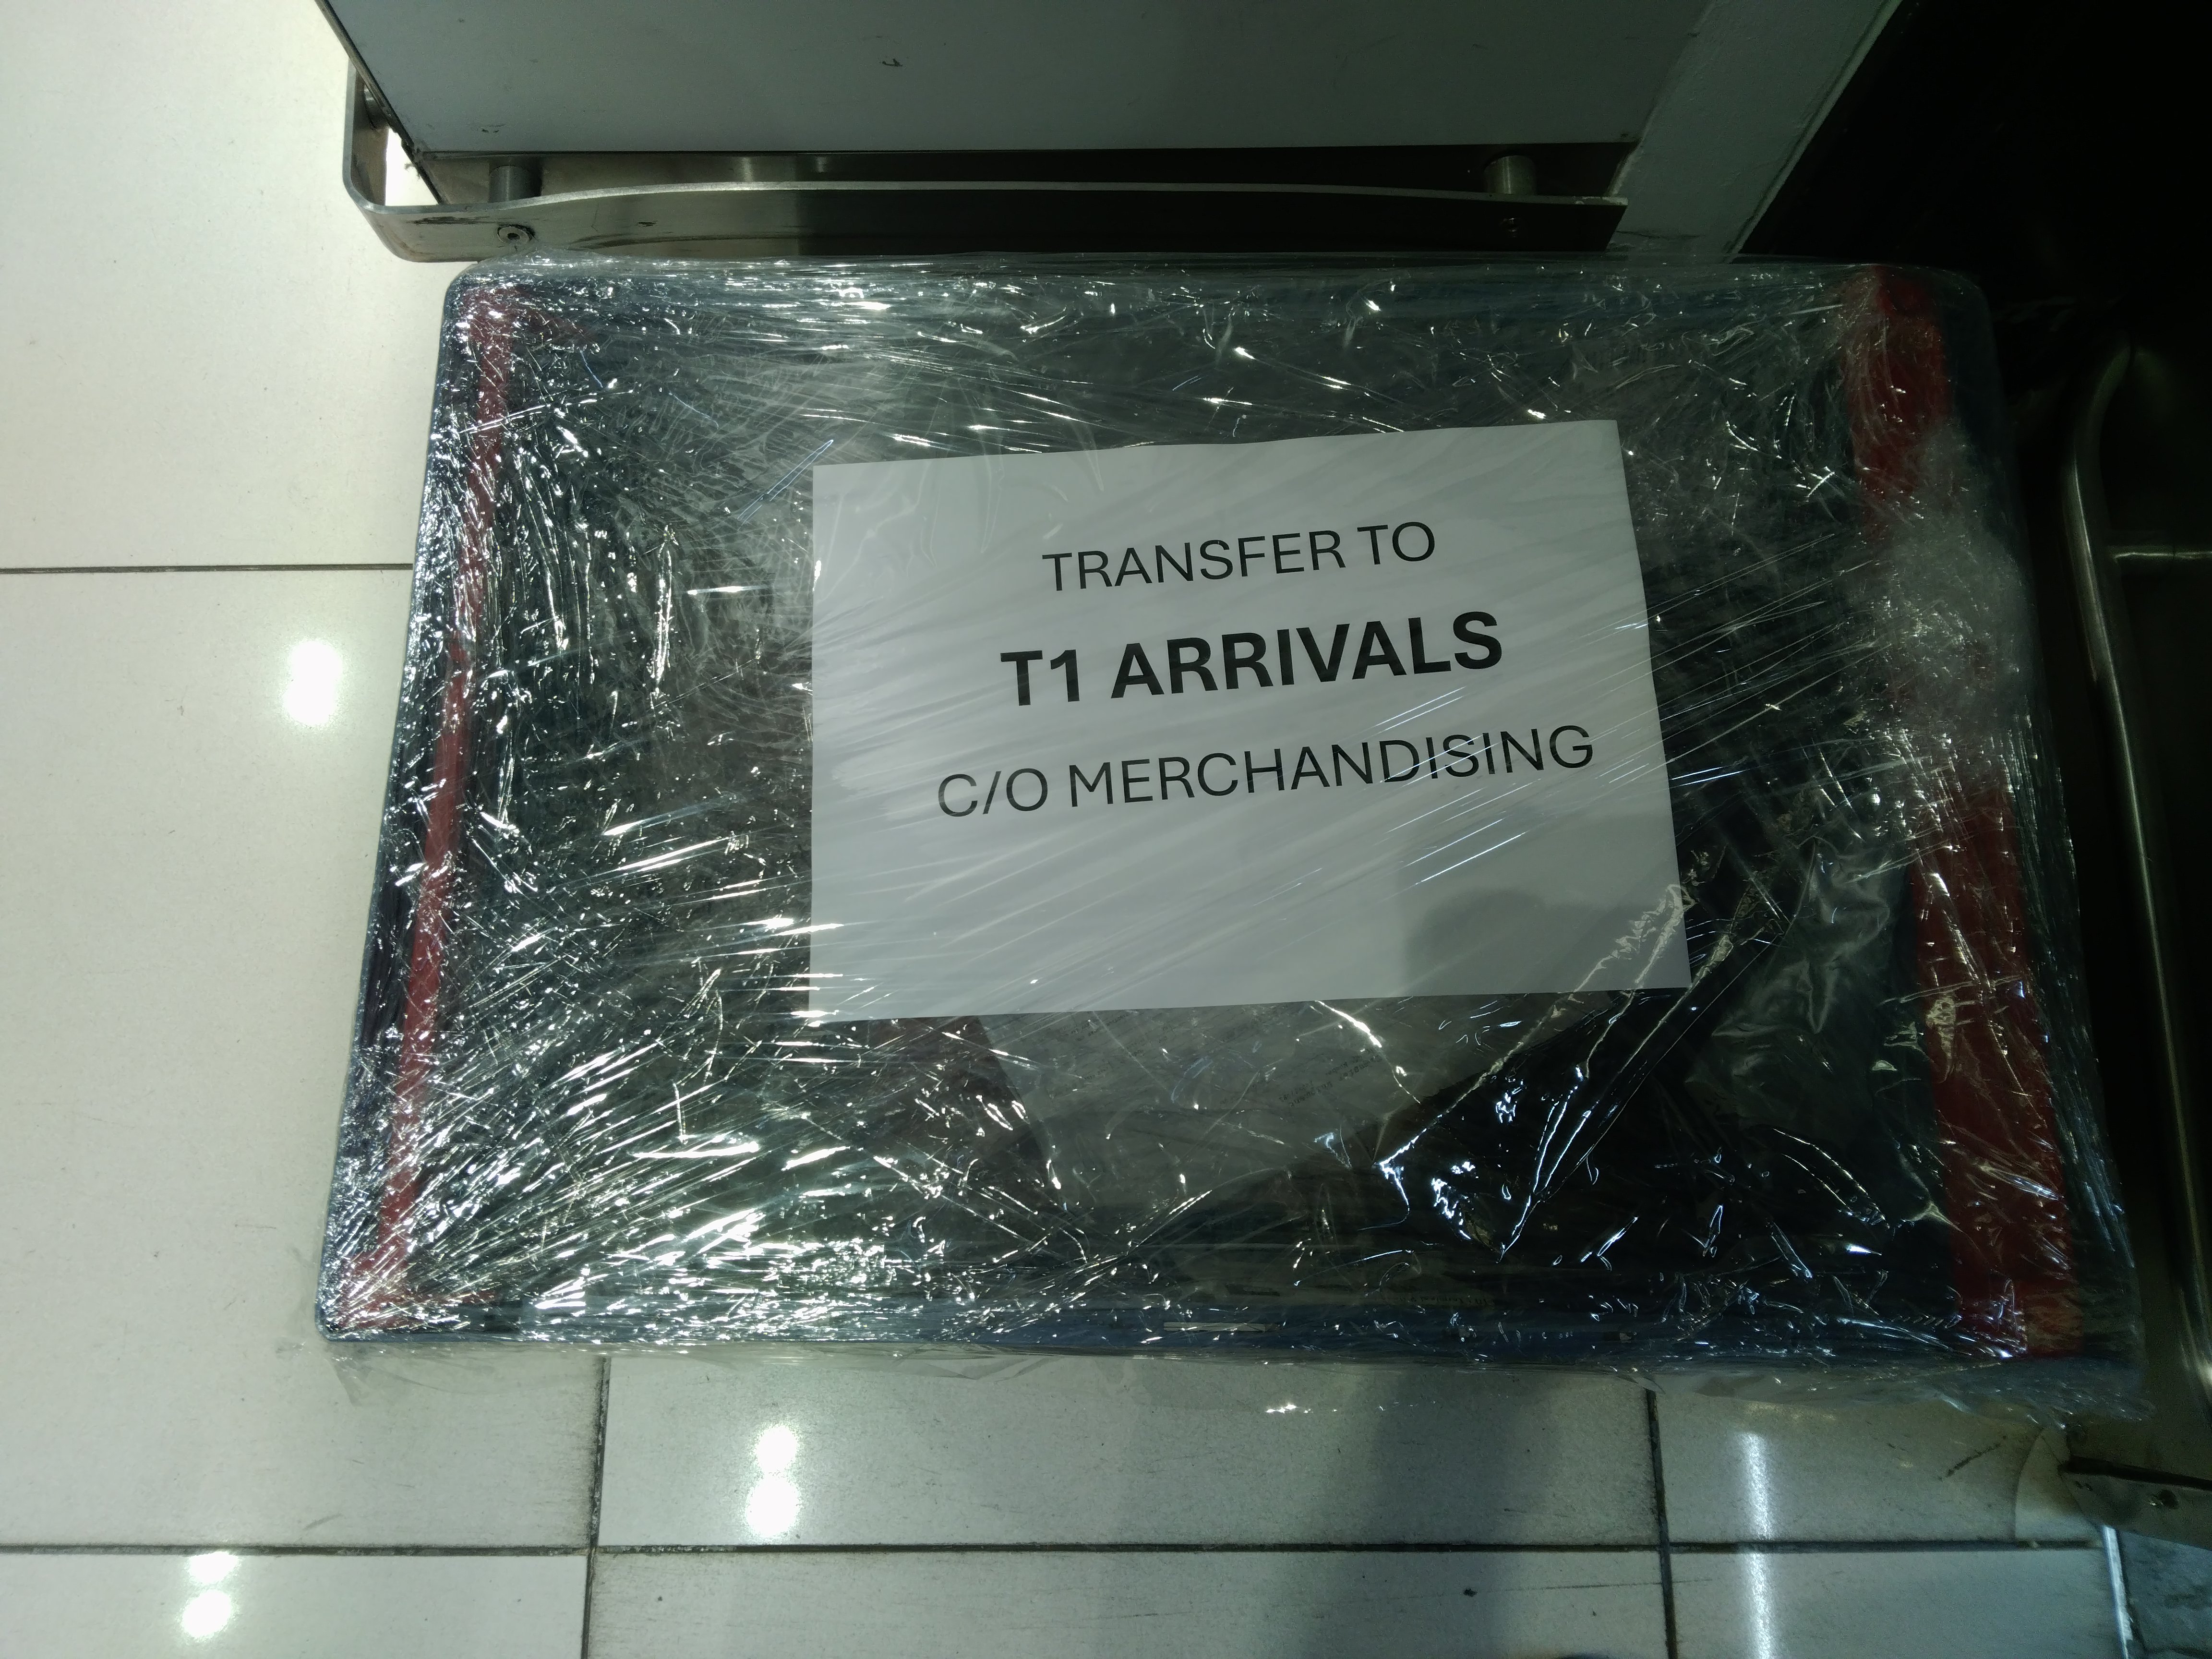 TRANSFER TO
T1 ARRIVALS
C/O MERCHANDISING